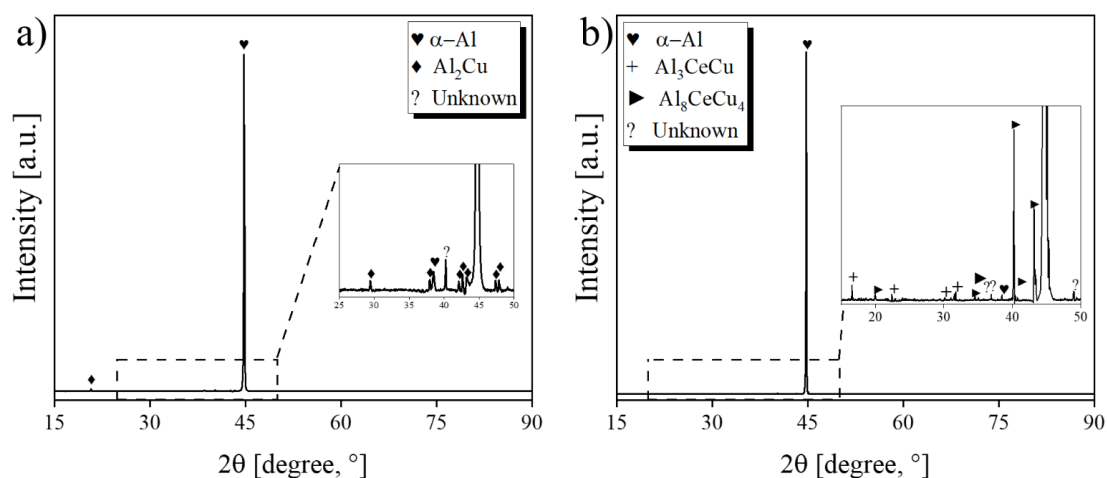 a)
♥ α−Al
♦ Al₂Cu
? Unknown
Intensity [a.u.]
♥
♦
♦ ♦ ♥ ? ♦ ♦ ♦ ♦ ♦
25 30 35 40 45 50
15 30 45 60 75 90
2θ [degree, °]
b)
♥ α−Al
+ Al₃CeCu
► Al₈CeCu₄
? Unknown
Intensity [a.u.]
♥
+ ► + + + ► ► ? ? ♥ ► ► ► ?
20 30 40 50
15 30 45 60 75 90
2θ [degree, °]